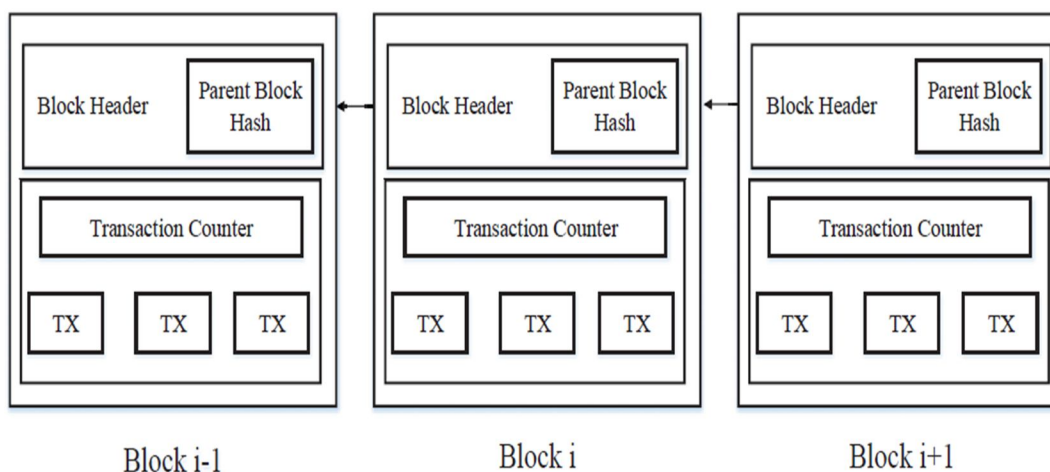 Block Header
Parent Block
Hash
Transaction Counter
TX TX TX
Block i-1
Block Header
Parent Block
Hash
Transaction Counter
TX TX TX
Block i
Block Header
Parent Block
Hash
Transaction Counter
TX TX TX
Block i+1